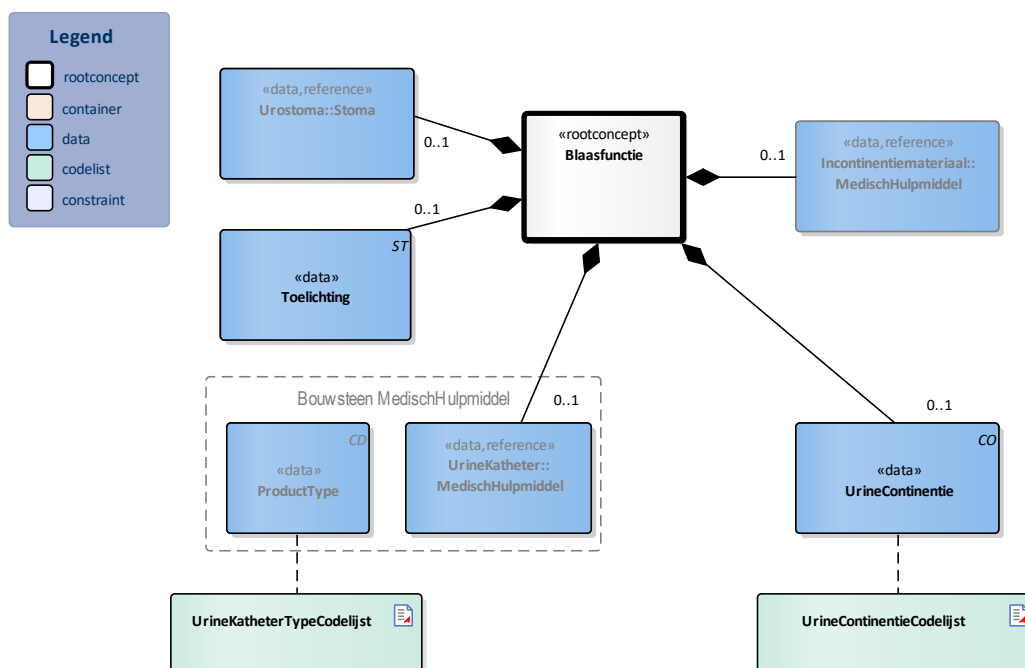 Legend
rootconcept
container
data
codelist
constraint
«data,reference»
Urostoma::Stoma
0..1
«rootconcept»
Blaasfunctie
0..1
«data,reference»
Incontinentiemateriaal::
MedischHulpmiddel
0..1
ST
«data»
Toelichting
Bouwsteen MedischHulpmiddel
0..1
CD
«data»
ProductType
«data,reference»
UrineKatheter::
MedischHulpmiddel
0..1
CO
«data»
UrineContinentie
UrineKatheterTypeCodelijst
UrineContinentieCodelijst